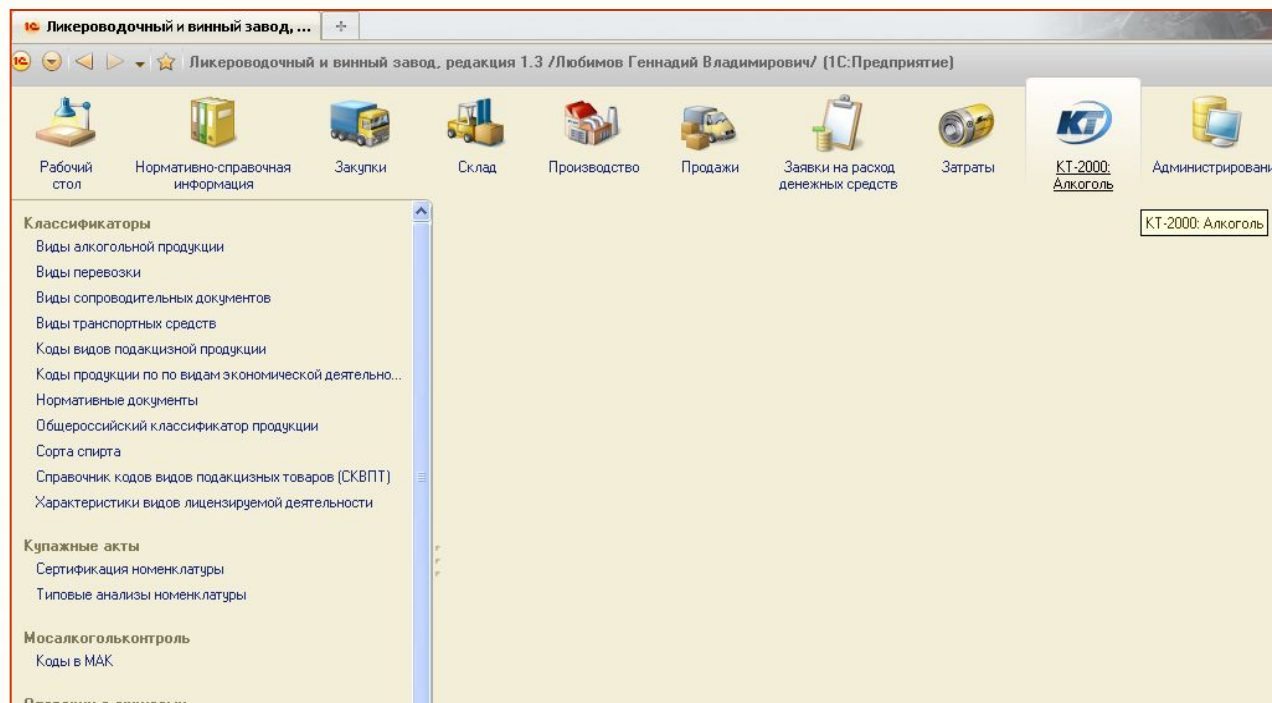 1С Ликероводочный и винный завод, ...
1С Ликероводочный и винный завод, редакция 1.3 /Любимов Геннадий Владимирович/ (1С:Предприятие)
Рабочий стол
Нормативно-справочная информация
Закупки
Склад
Производство
Продажи
Заявки на расход денежных средств
Затраты
КТ
КТ-2000: Алкоголь
КТ-2000: Алкоголь
Классификаторы
Виды алкогольной продукции
Виды перевозки
Виды сопроводительных документов
Виды транспортных средств
Коды видов подакцизной продукции
Коды продукции по по видам экономической деятельно...
Нормативные документы
Общероссийский классификатор продукции
Сорта спирта
Справочник кодов видов подакцизных товаров (СКВПТ)
Характеристики видов лицензируемой деятельности
Купажные акты
Сертификация номенклатуры
Типовые анализы номенклатуры
Мосалкогольконтроль
Коды в МАК